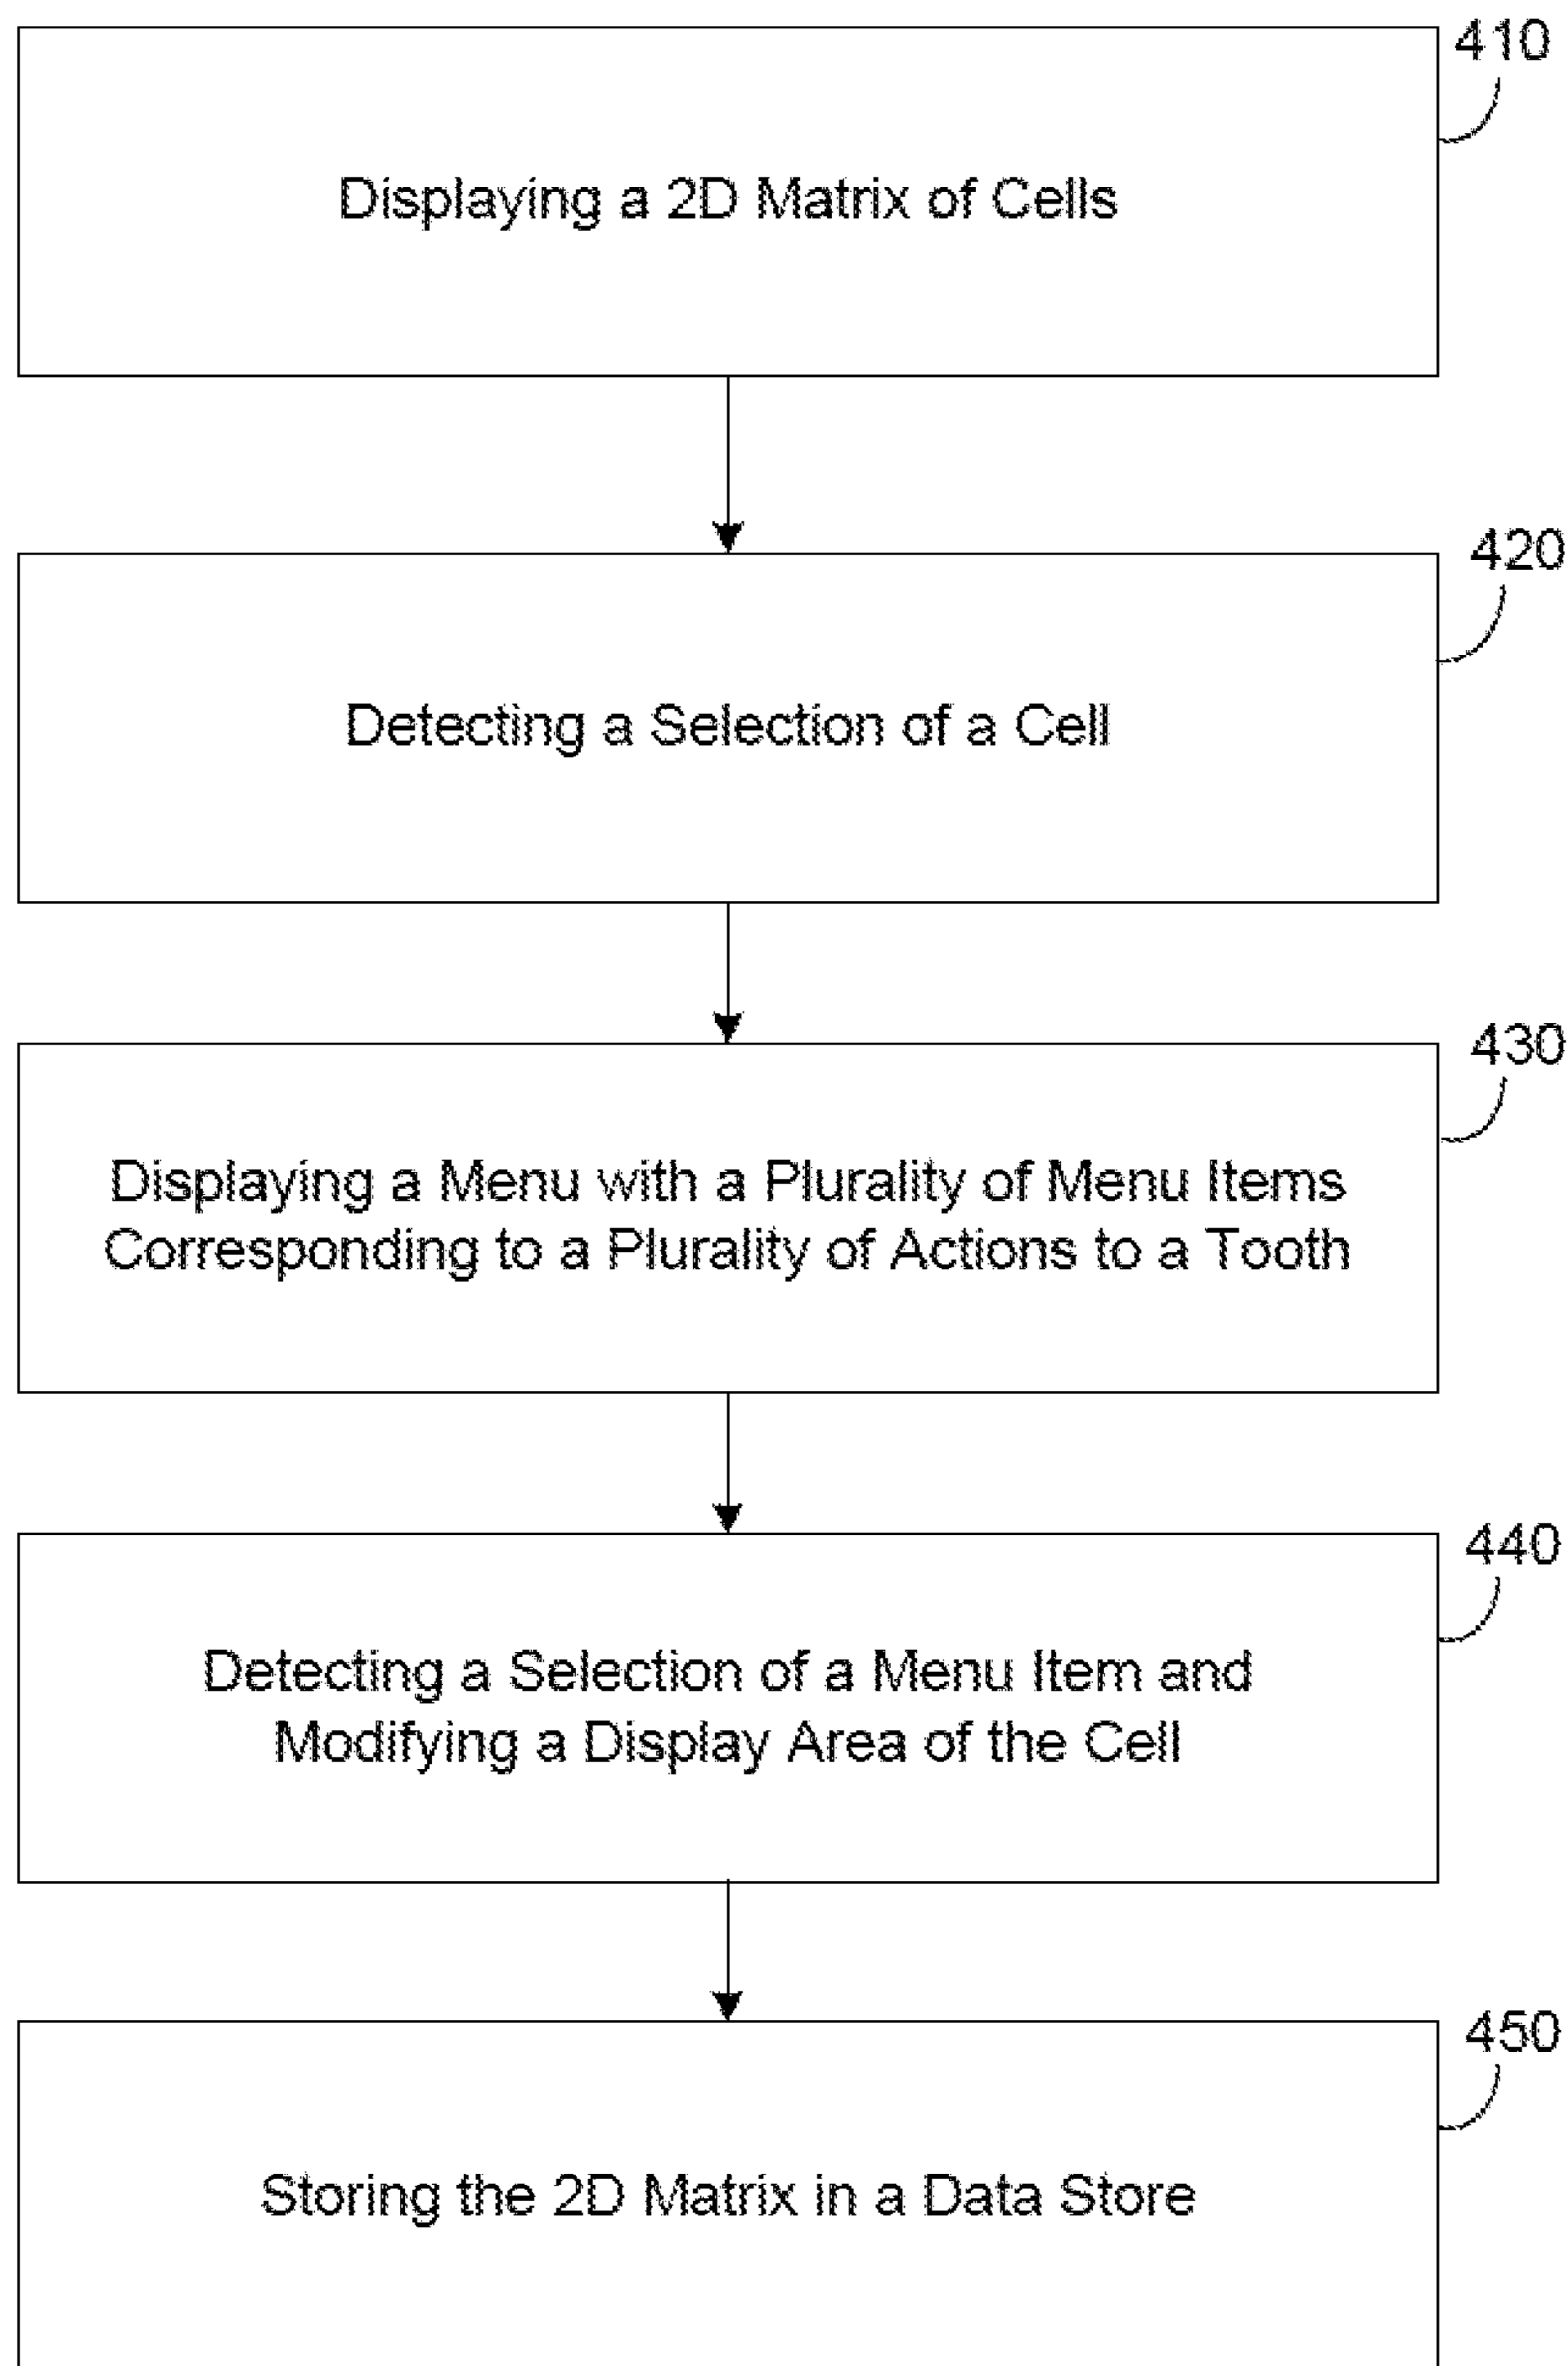 410
Displaying a 2D Matrix of Cells
420
Detecting a Selection of a Cell
430
Displaying a Menu with a Plurality of Menu Items
Corresponding to a Plurality of Actions to a Tooth
440
Detecting a Selection of a Menu Item and
Modifying a Display Area of the Cell
450
Storing the 2D Matrix in a Data Store